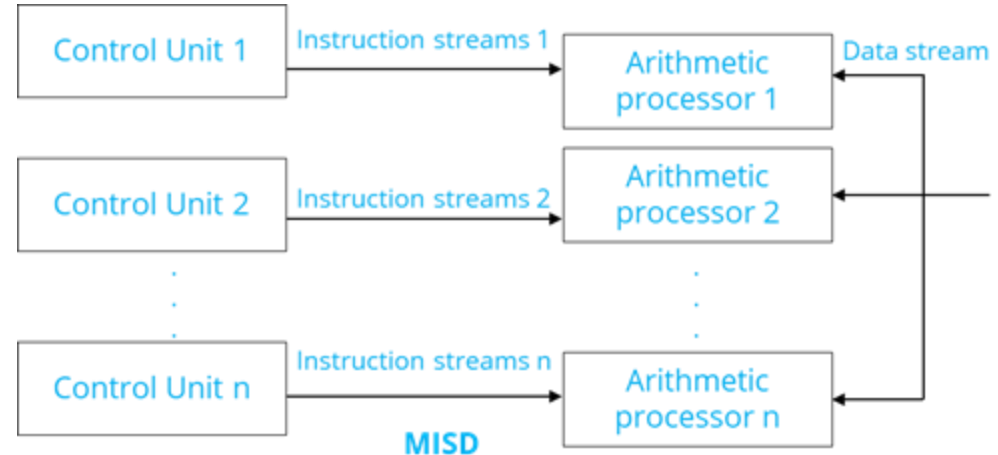 Control Unit 1
Instruction streams 1
Arithmetic
processor 1
Data stream
Control Unit 2
Instruction streams 2
Arithmetic
processor 2
Control Unit n
Instruction streams n
Arithmetic
processor n
MISD